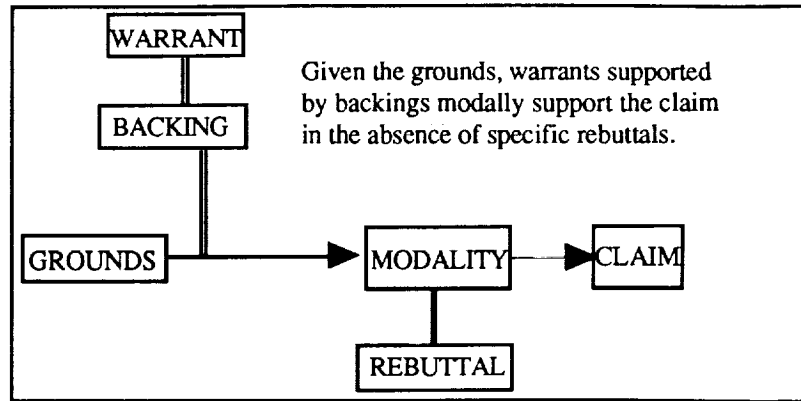 WARRANT
Given the grounds, warrants supported
by backings modally support the claim
in the absence of specific rebuttals.
BACKING
GROUNDS
MODALITY
CLAIM
REBUTTAL